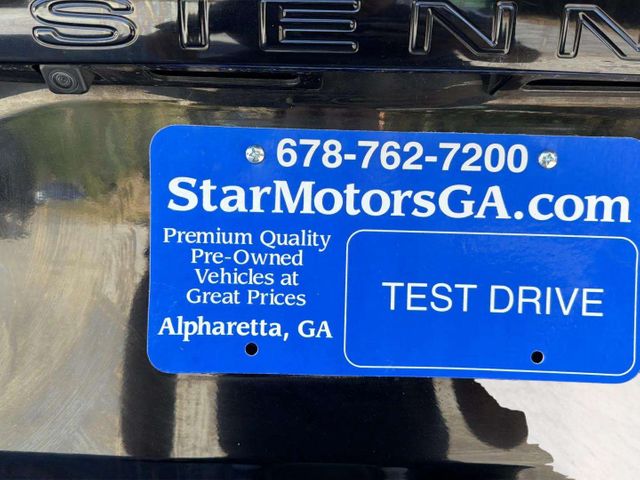 SIENN
678-762-7200
StarMotorsGA.com
Premium Quality
Pre-Owned
Vehicles at
Great Prices
Alpharetta, GA
TEST DRIVE